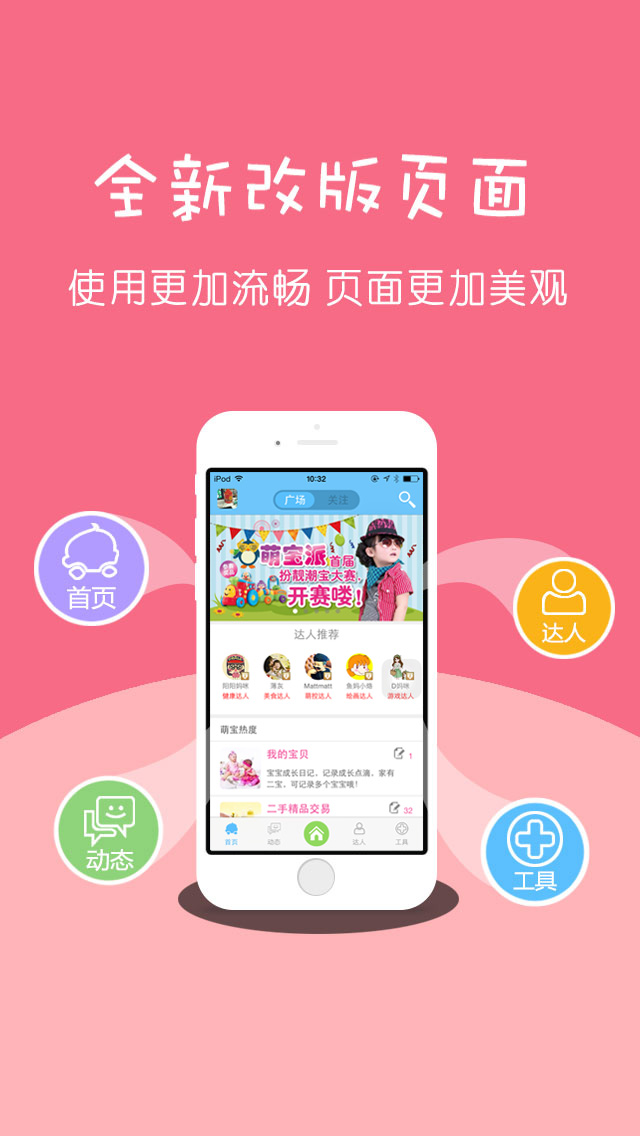 全新改版页面
使用更加流畅 页面更加美观
iPod
10:32
广场
关注
萌宝派首届
扮靓潮宝大赛,
开赛喽!
达人推荐
阳阳妈咪
薄灰
Mattmatt
鱼妈小晗
D妈咪
健康达人
美食达人
萌控达人
绘画达人
游戏达人
萌宝热度
我的宝贝
1
宝宝成长日记,记录成长点滴,家有
二宝,可记录多个宝宝哦!
二手精品交易
32
首页
动态
达人
工具
首页
达人
动态
工具